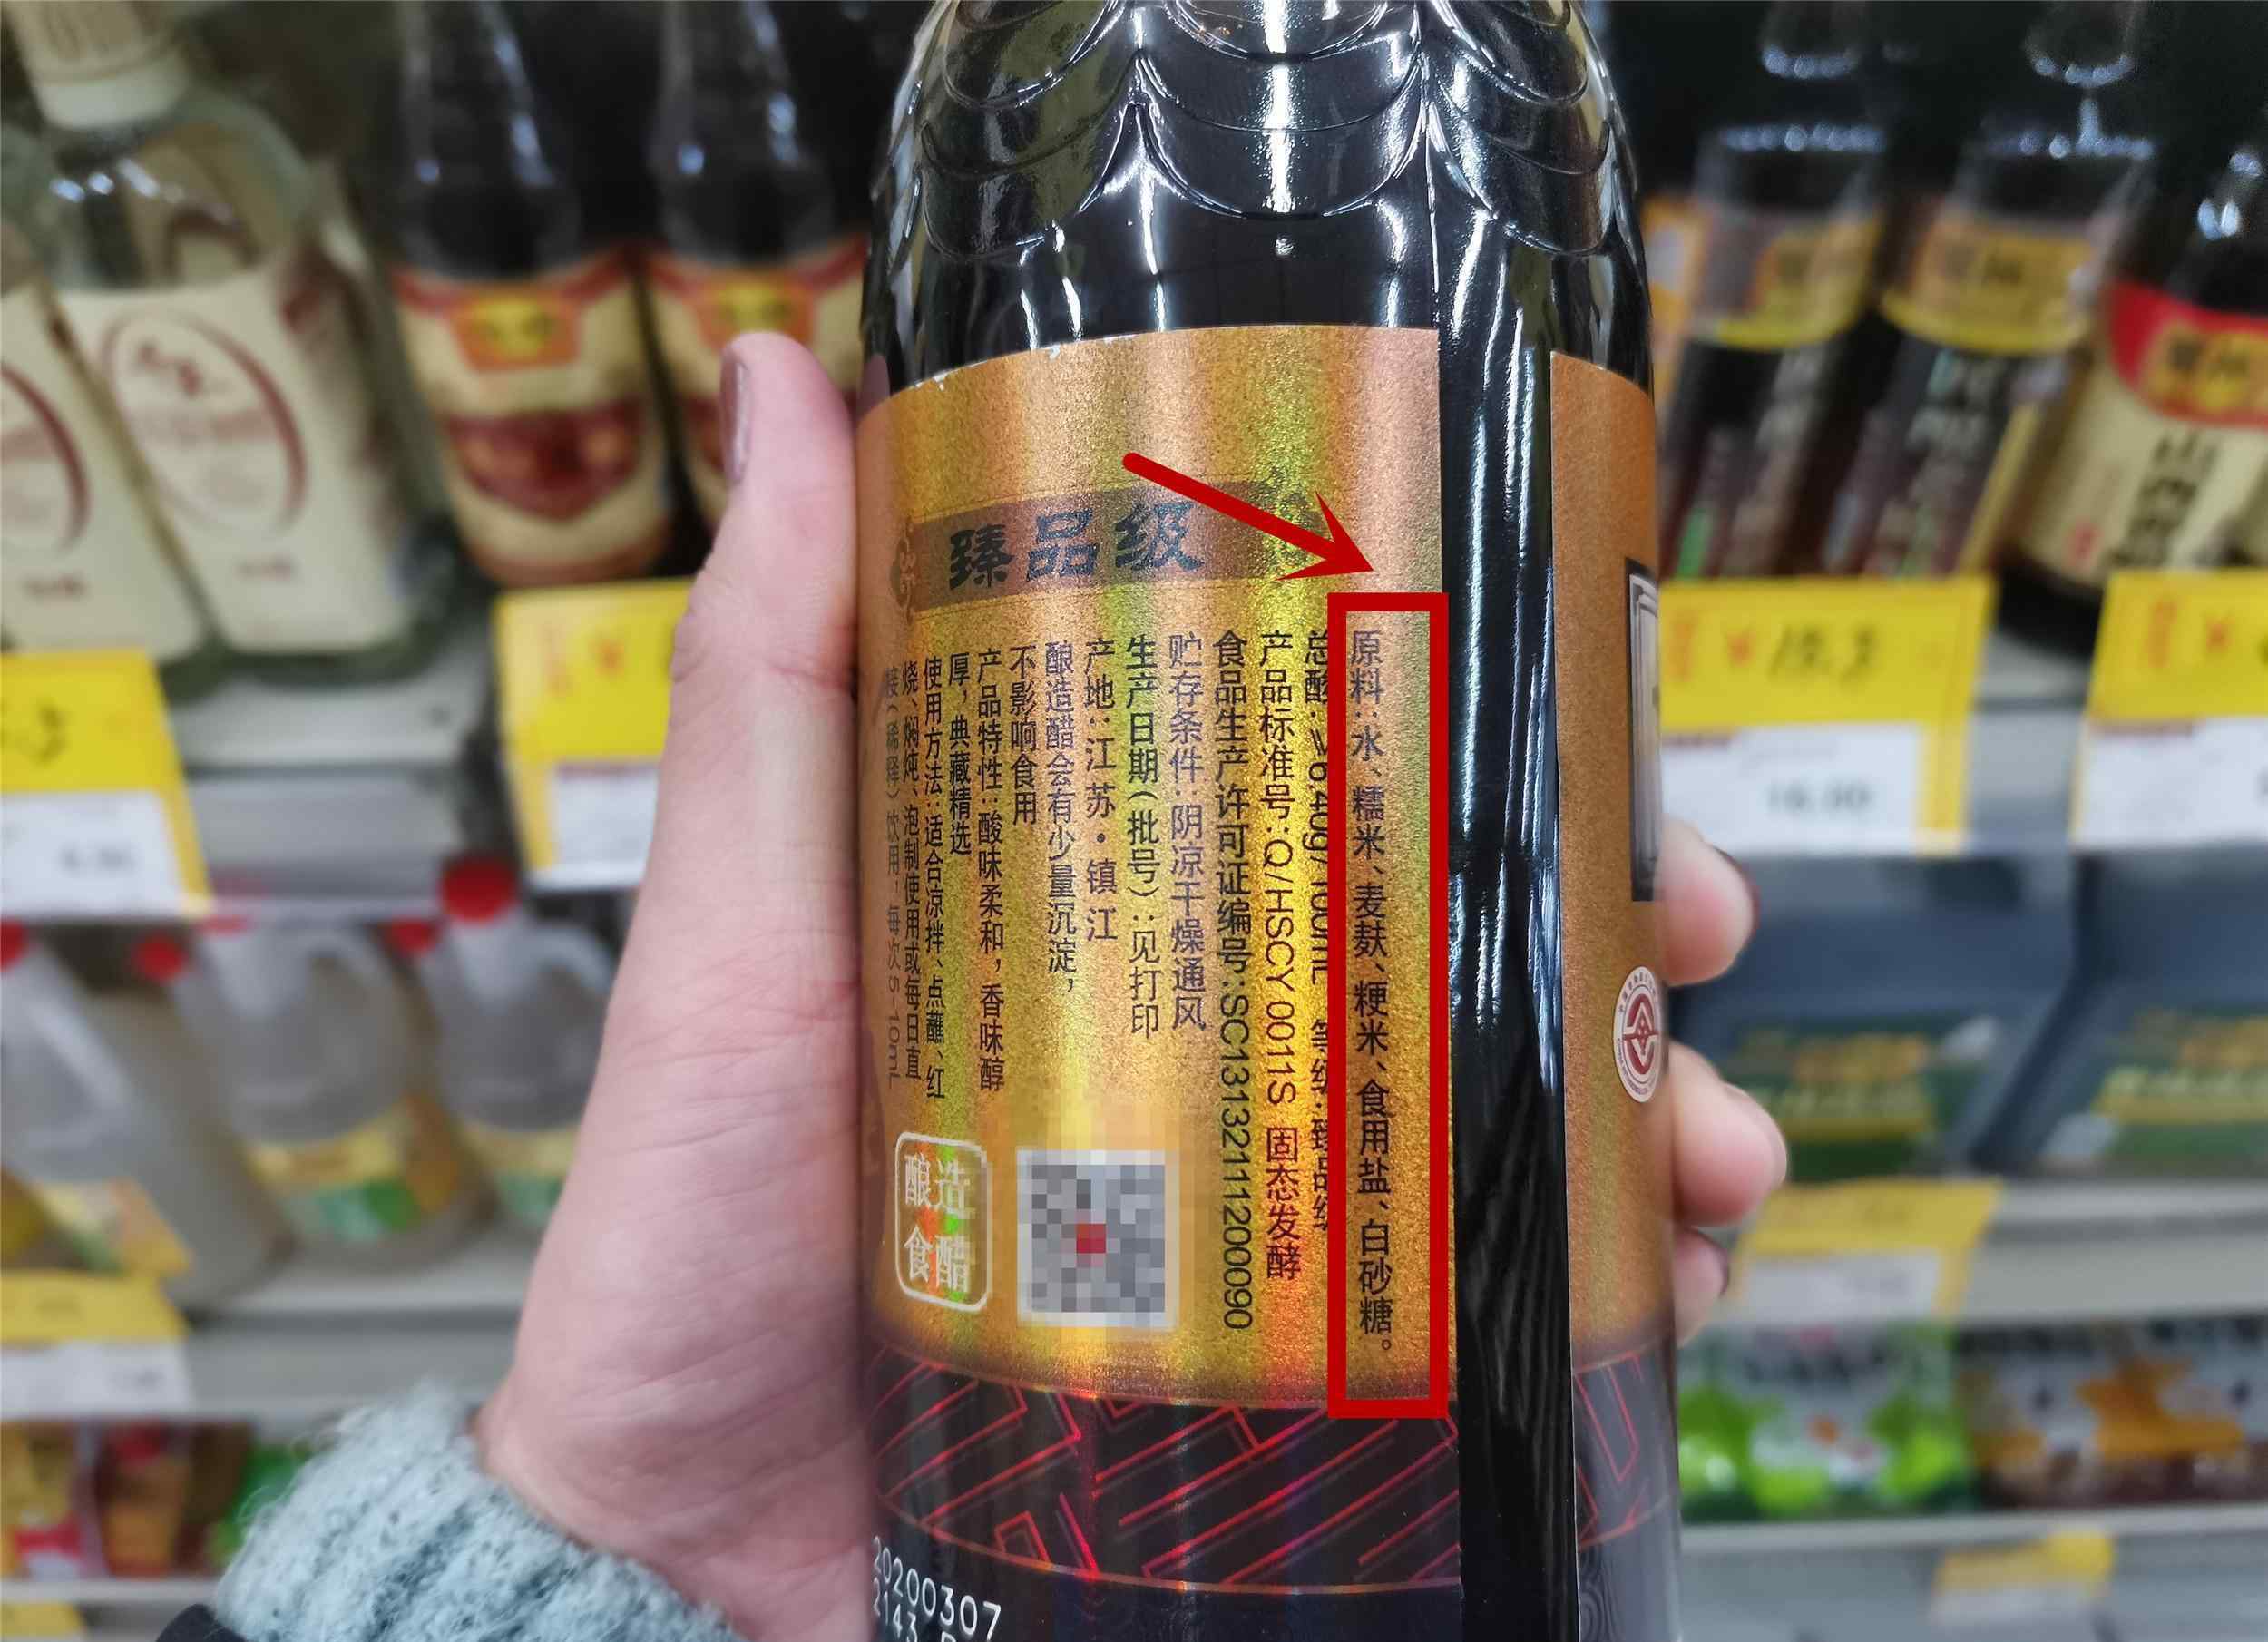 臻品级
原料:水、糯米、麦麸、粳米、食用盐、白砂糖。
总酸:≥6.40g/100mL 等级:臻品级
产品标准号:Q/HSCY 0011S 固态发酵
食品生产许可证编号:SC13132111200090
贮存条件:阴凉干燥通风
生产日期(批号):见打印
产地:江苏·镇江
酿造醋会有少量沉淀,
不影响食用
产品特性:酸味柔和,香味醇
厚,典藏精选
使用方法:适合凉拌、点蘸、红
烧、焖炖、泡制使用或每日直
接(稀释)饮用,每次5-10mL
酿造
食醋
20200307
山西